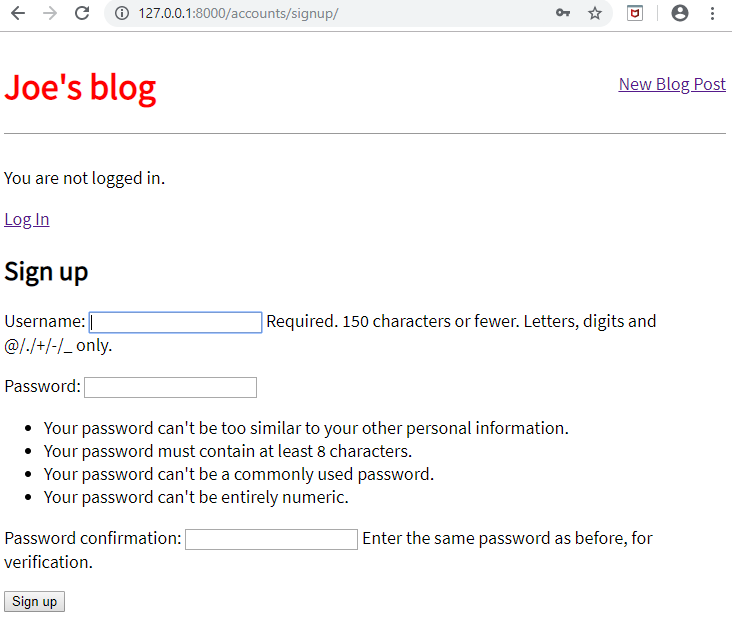 127.0.0.1:8000/accounts/signup/
Joe's blog
New Blog Post
You are not logged in.
Log In
Sign up
Username: Required. 150 characters or fewer. Letters, digits and
@/./+/-/_ only.
Password:
• Your password can't be too similar to your other personal information.
• Your password must contain at least 8 characters.
• Your password can't be a commonly used password.
• Your password can't be entirely numeric.
Password confirmation: Enter the same password as before, for
verification.
Sign up